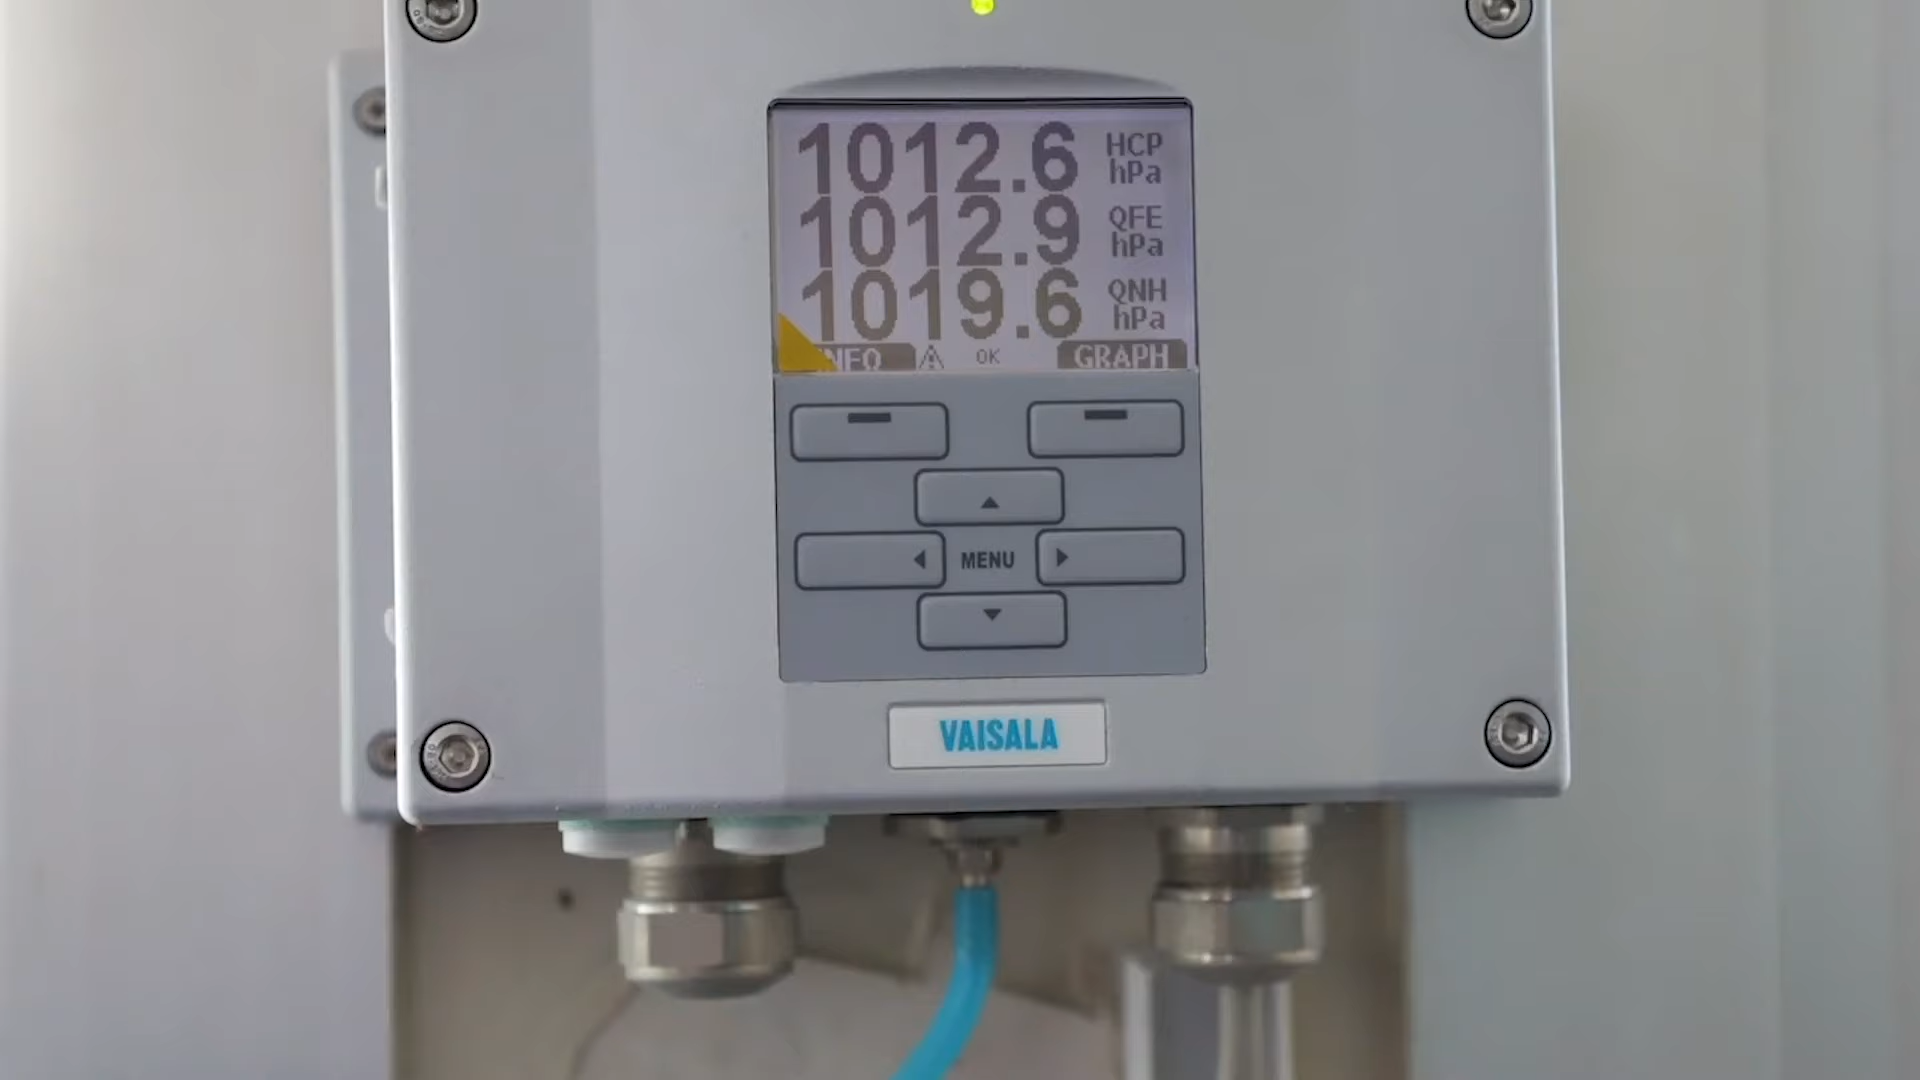 1012.6 HCP hPa
1012.9 QFE hPa
1019.6 QNH hPa
OK GRAPH
MENU
VAISALA